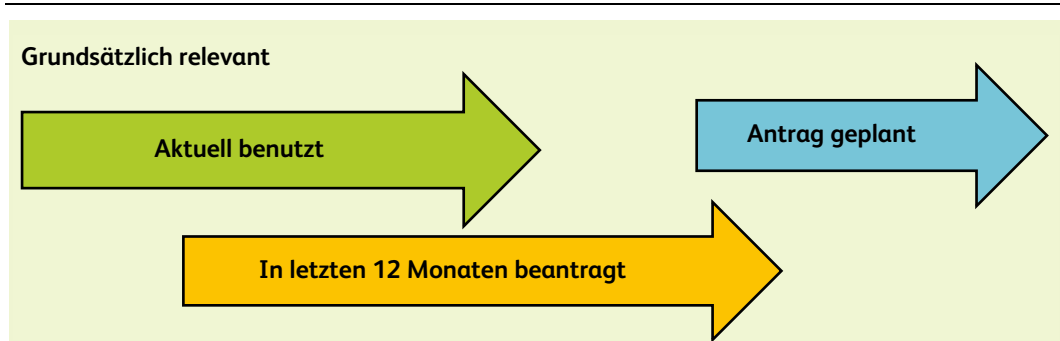 Grundsätzlich relevant
Aktuell benutzt
Antrag geplant
In letzten 12 Monaten beantragt